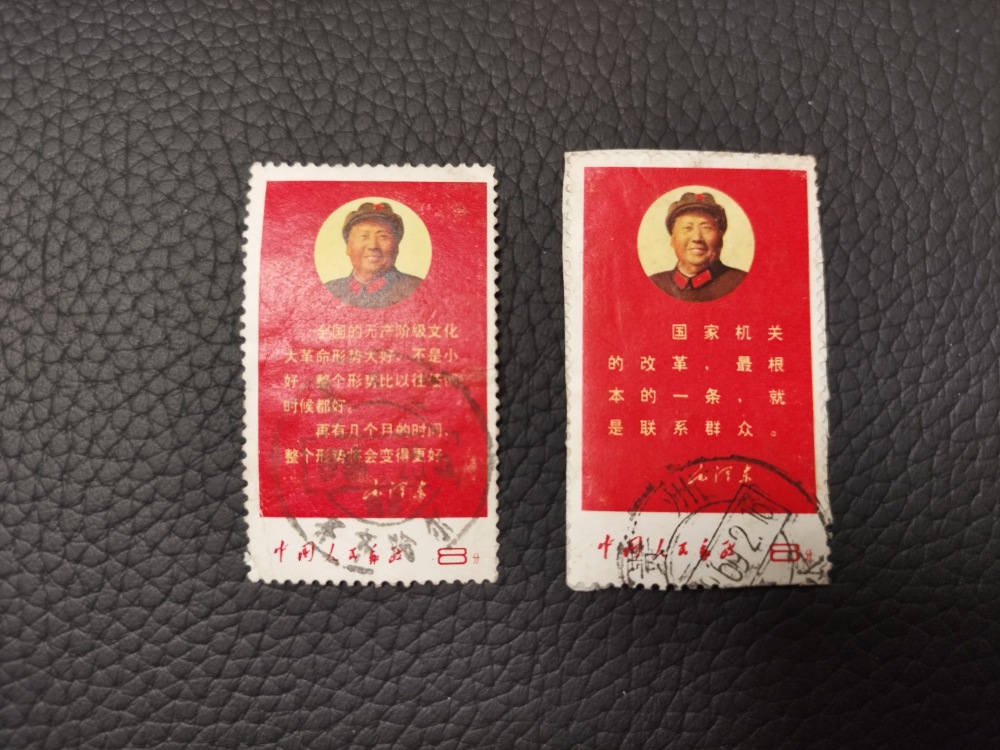 全国的无产阶级文化
大革命形势大好，不是小
好。整个形势比以往任何
时候都好。
再有几个月的时间，
整个形势将会变得更好。
毛泽东
中国人民邮政
8分
国家机关
的改革，最根
本的一条，就
是联系群众。
毛泽东
中国人民邮政
8分
州